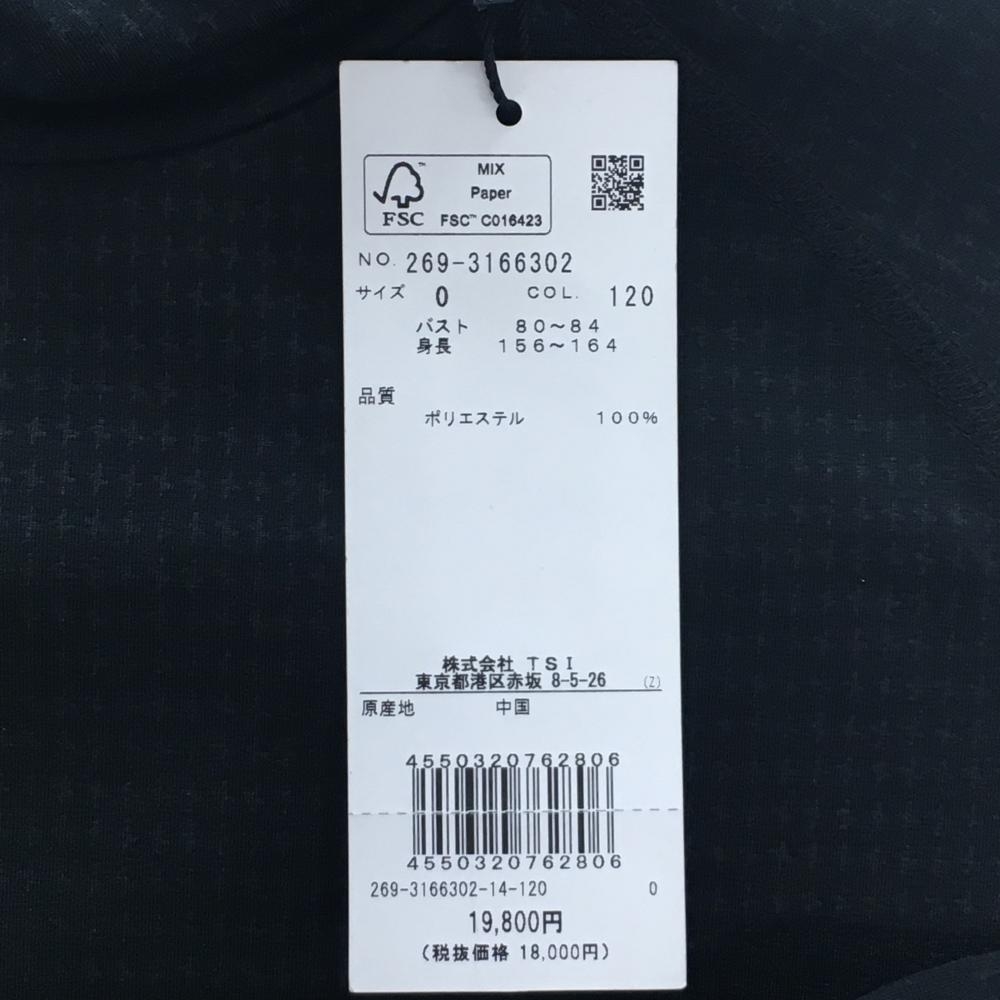 MIX
Paper
FSC™ C016423
FSC
NO. 269-3166302
サイズ 0 COL. 120
バスト 80～84
身長 156～164
品質
ポリエステル 100%
株式会社 TSI
東京都港区赤坂 8-5-26 (Z)
原産地 中国
4550320762806
4550320762806
269-3166302-14-120 0
19,800円
(税抜価格 18,000円)